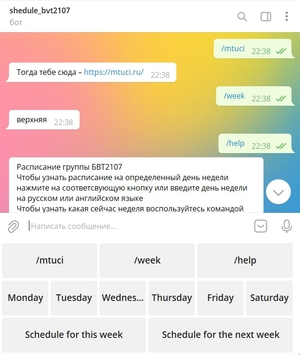 shedule_bvt2107
бот
/mtuci 22:38
Тогда тебе сюда – https://mtuci.ru/ 22:38
/week 22:38
верхняя 22:38
/help 22:38
Расписание группы БВТ2107
Чтобы узнать расписание на определенный день недели
нажмите на соответсвующую кнопку или введите день недели
на русском или английском языке
Чтобы узнать какая сейчас неделя воспользуйтесь командой
Написать сообщение...
/mtuci /week /help
Monday Tuesday Wednes... Thursday Friday Saturday
Schedule for this week Schedule for the next week